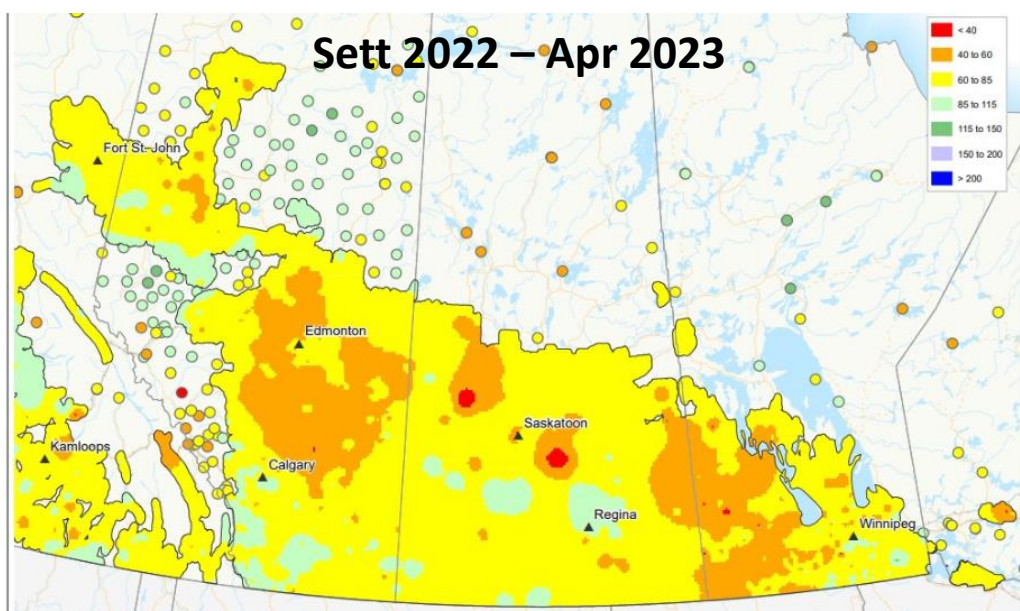 Sett 2022 – Apr 2023
< 40
40 to 60
60 to 85
85 to 115
115 to 150
150 to 200
> 200
Fort St. John
Edmonton
Saskatoon
Kamloops
Calgary
Regina
Winnipeg